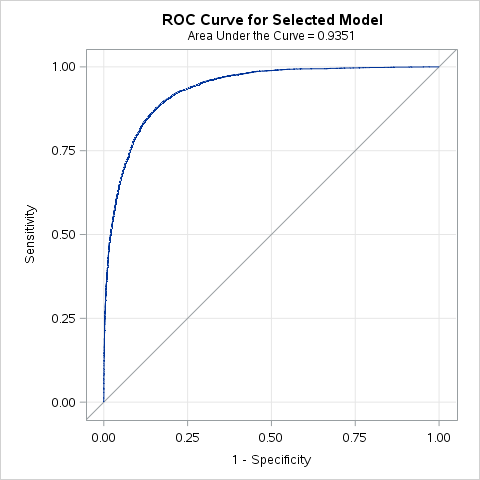 ROC Curve for Selected Model
Area Under the Curve = 0.9351
1.00
0.75
0.50
0.25
0.00
Sensitivity
0.00 0.25 0.50 0.75 1.00
1 - Specificity